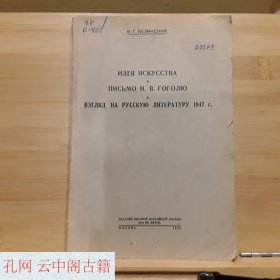 В. Г. БЕЛИНСКИЙ
ИДЕЯ ИСКУССТВА
ПИСЬМО Н. В. ГОГОЛЮ
ВЗГЛЯД НА РУССКУЮ ЛИТЕРАТУРУ 1847 г.
МОСКВА
孔网 云中阁古籍